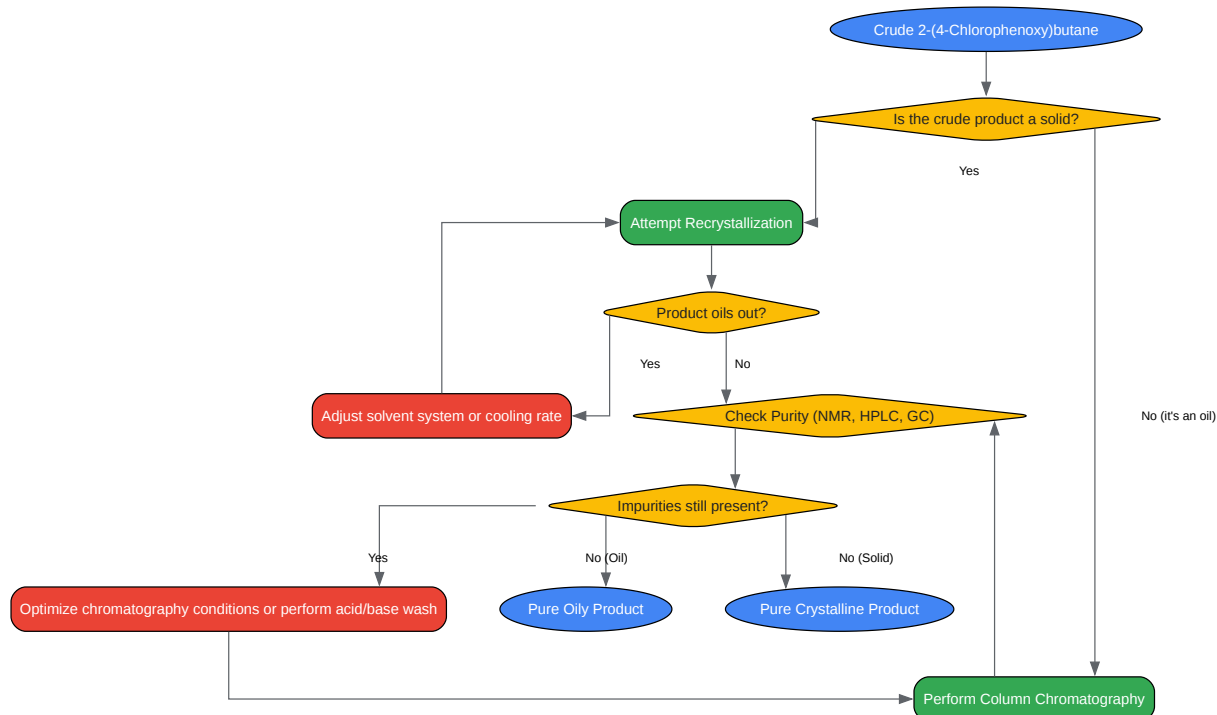 Crude 2-(4-Chlorophenoxy)butane
Is the crude product a solid?
Yes
Attempt Recrystallization
Product oils out?
Yes
No
Adjust solvent system or cooling rate
Check Purity (NMR, HPLC, GC)
No (it's an oil)
Impurities still present?
Yes
No (Oil)
No (Solid)
Optimize chromatography conditions or perform acid/base wash
Pure Oily Product
Pure Crystalline Product
Perform Column Chromatography